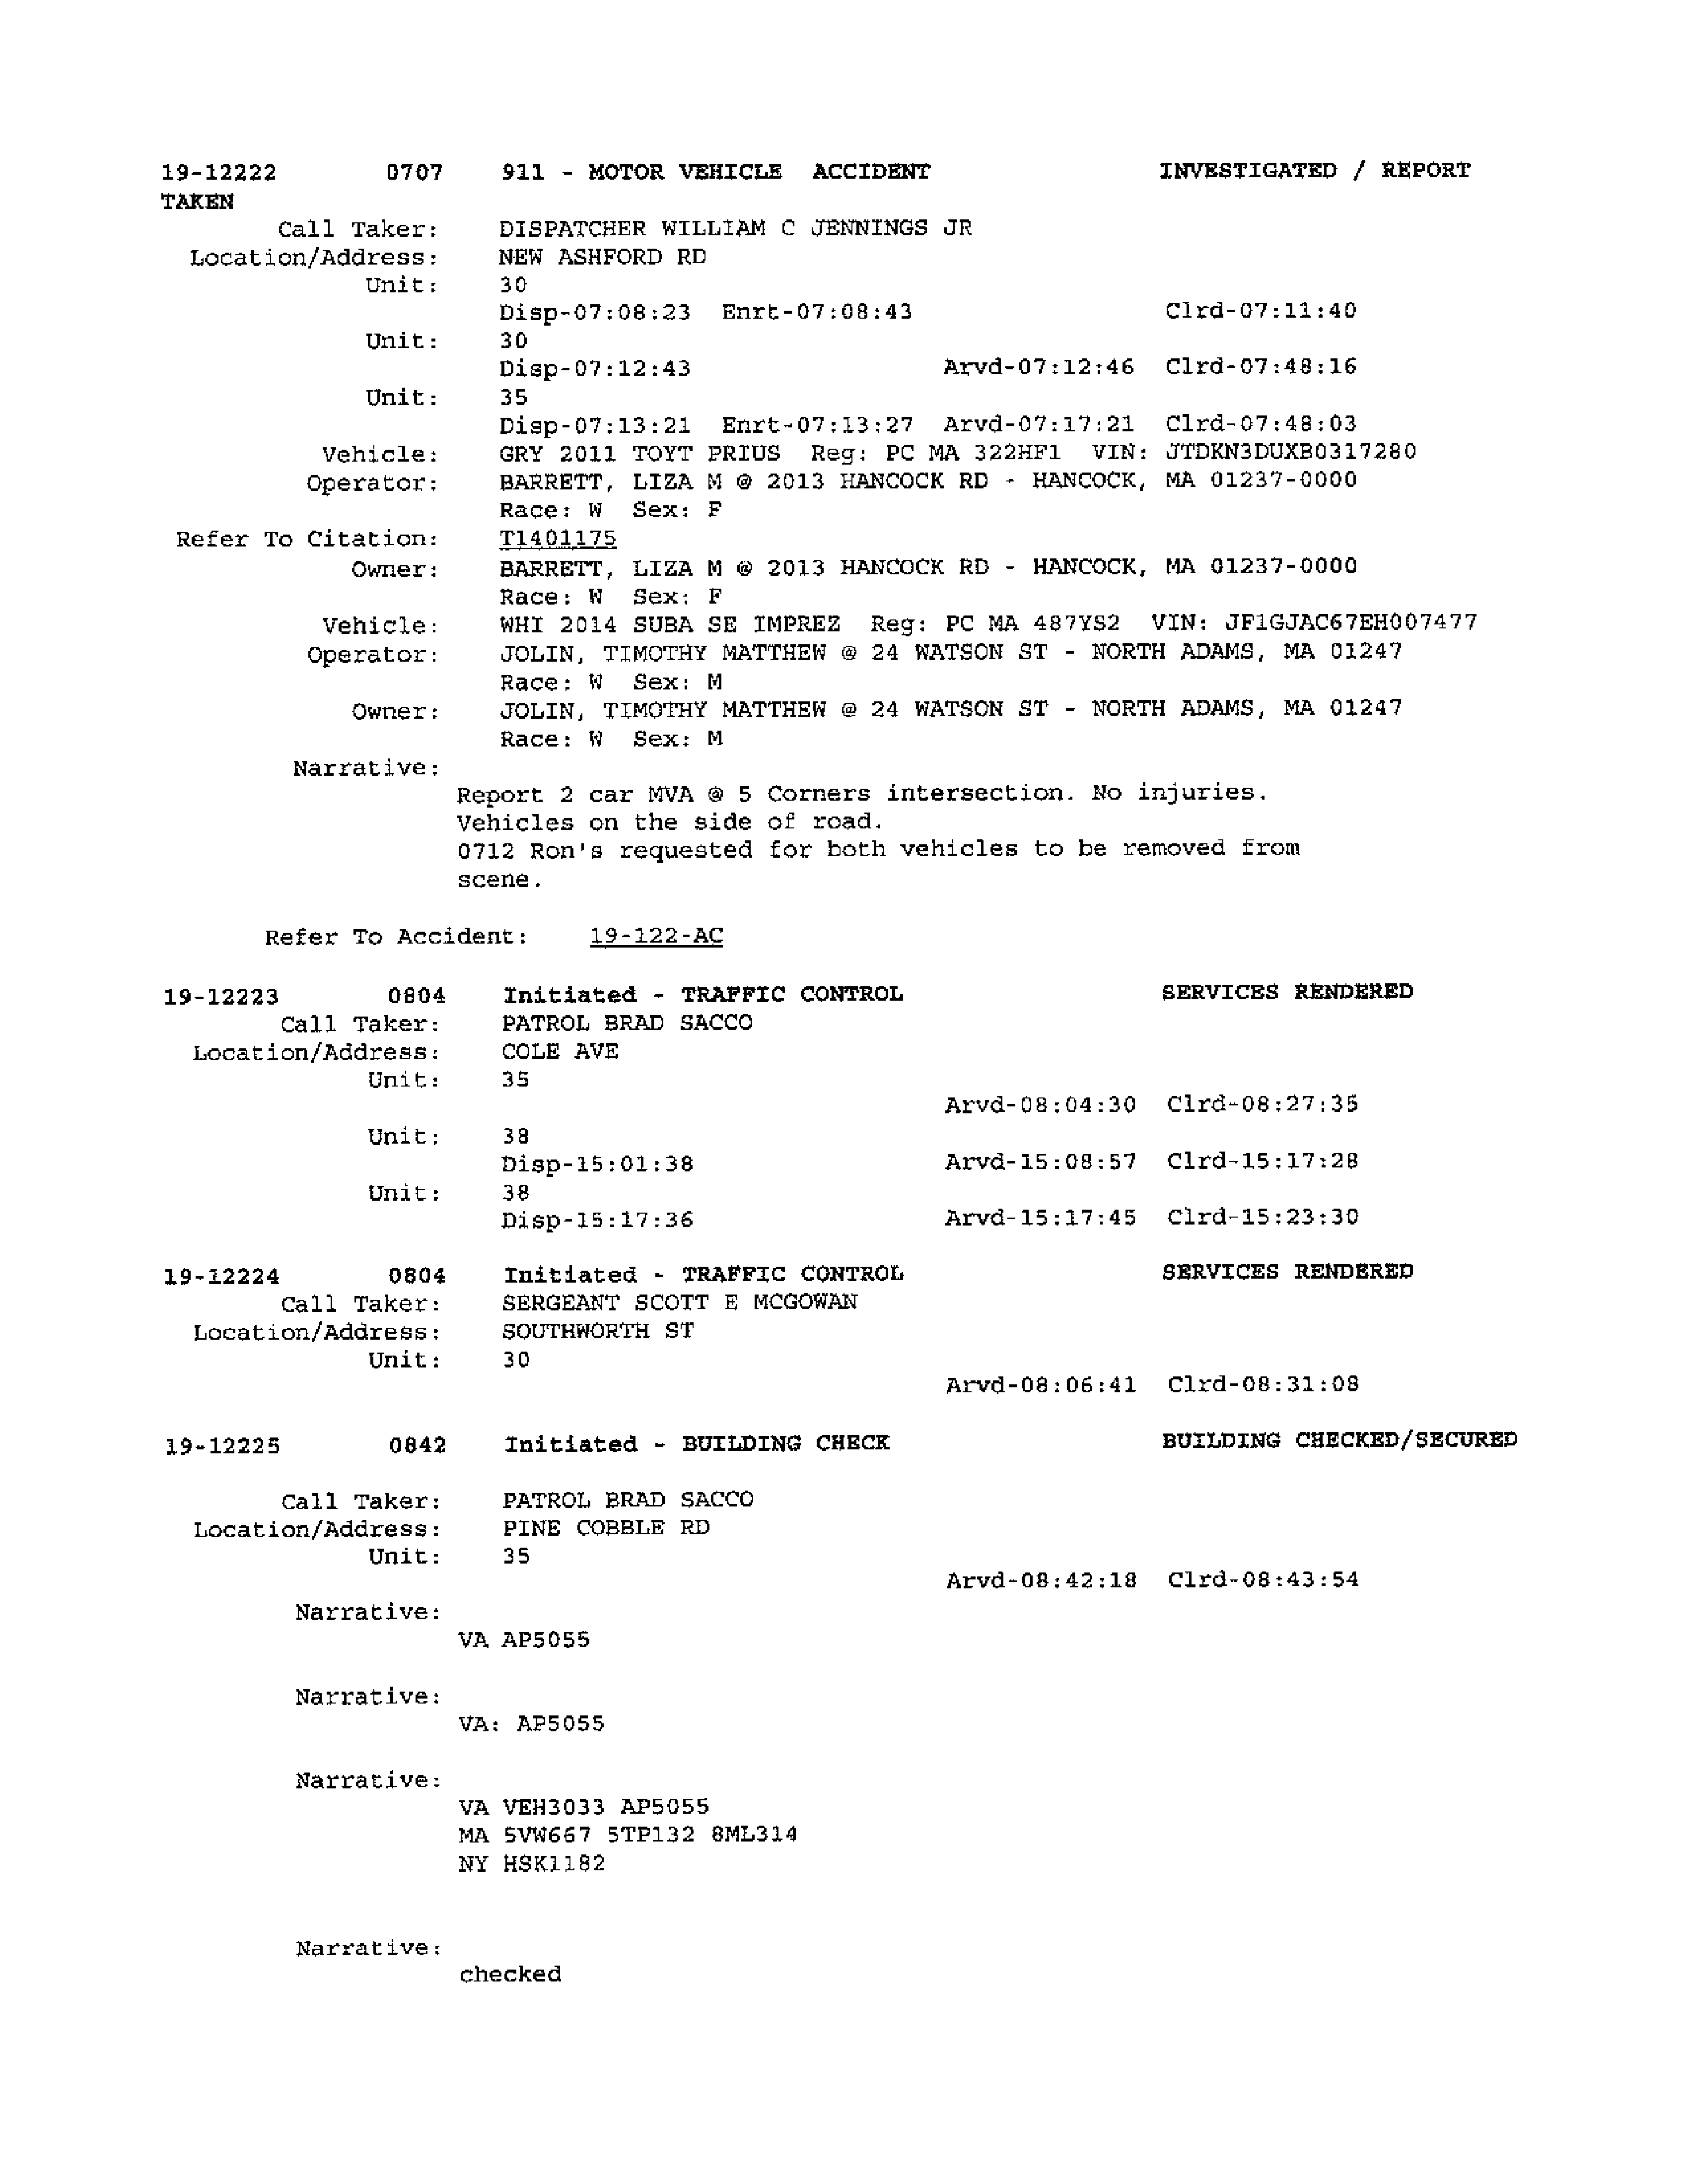 19-12222 0707 911 - MOTOR VEHICLE ACCIDENT INVESTIGATED / REPORT
TAKEN
Call Taker: DISPATCHER WILLIAM C JENNINGS JR
Location/Address: NEW ASHFORD RD
Unit: 30
Disp-07:08:23 Enrt-07:08:43 Clrd-07:11:40
Unit: 30
Disp-07:12:43 Arvd-07:12:46 Clrd-07:48:16
Unit: 35
Disp-07:13:21 Enrt-07:13:27 Arvd-07:17:21 Clrd-07:48:03
Vehicle: GRY 2011 TOYT PRIUS Reg: PC MA 322HF1 VIN: JTDKN3DUXB0317280
Operator: BARRETT, LIZA M @ 2013 HANCOCK RD - HANCOCK, MA 01237-0000
Race: W Sex: F
Refer To Citation: T1401175
Owner: BARRETT, LIZA M @ 2013 HANCOCK RD - HANCOCK, MA 01237-0000
Race: W Sex: F
Vehicle: WHI 2014 SUBA SE IMPREZ Reg: PC MA 487YS2 VIN: JF1GJAC67EH007477
Operator: JOLIN, TIMOTHY MATTHEW @ 24 WATSON ST - NORTH ADAMS, MA 01247
Race: W Sex: M
Owner: JOLIN, TIMOTHY MATTHEW @ 24 WATSON ST - NORTH ADAMS, MA 01247
Race: W Sex: M
Narrative:
Report 2 car MVA @ 5 Corners intersection. No injuries.
Vehicles on the side of road.
0712 Ron's requested for both vehicles to be removed from
scene.
Refer To Accident: 19-122-AC
19-12223 0804 Initiated - TRAFFIC CONTROL SERVICES RENDERED
Call Taker: PATROL BRAD SACCO
Location/Address: COLE AVE
Unit: 35
Arvd-08:04:30 Clrd-08:27:35
Unit: 38
Disp-15:01:38 Arvd-15:08:57 Clrd-15:17:28
Unit: 38
Disp-15:17:36 Arvd-15:17:45 Clrd-15:23:30
19-12224 0804 Initiated - TRAFFIC CONTROL SERVICES RENDERED
Call Taker: SERGEANT SCOTT E MCGOWAN
Location/Address: SOUTHWORTH ST
Unit: 30
Arvd-08:06:41 Clrd-08:31:08
19-12225 0842 Initiated - BUILDING CHECK BUILDING CHECKED/SECURED
Call Taker: PATROL BRAD SACCO
Location/Address: PINE COBBLE RD
Unit: 35
Arvd-08:42:18 Clrd-08:43:54
Narrative:
VA AP5055
Narrative:
VA: AP5055
Narrative:
VA VEH3033 AP5055
MA 5VW667 5TP132 8ML314
NY HSK1182
Narrative:
checked